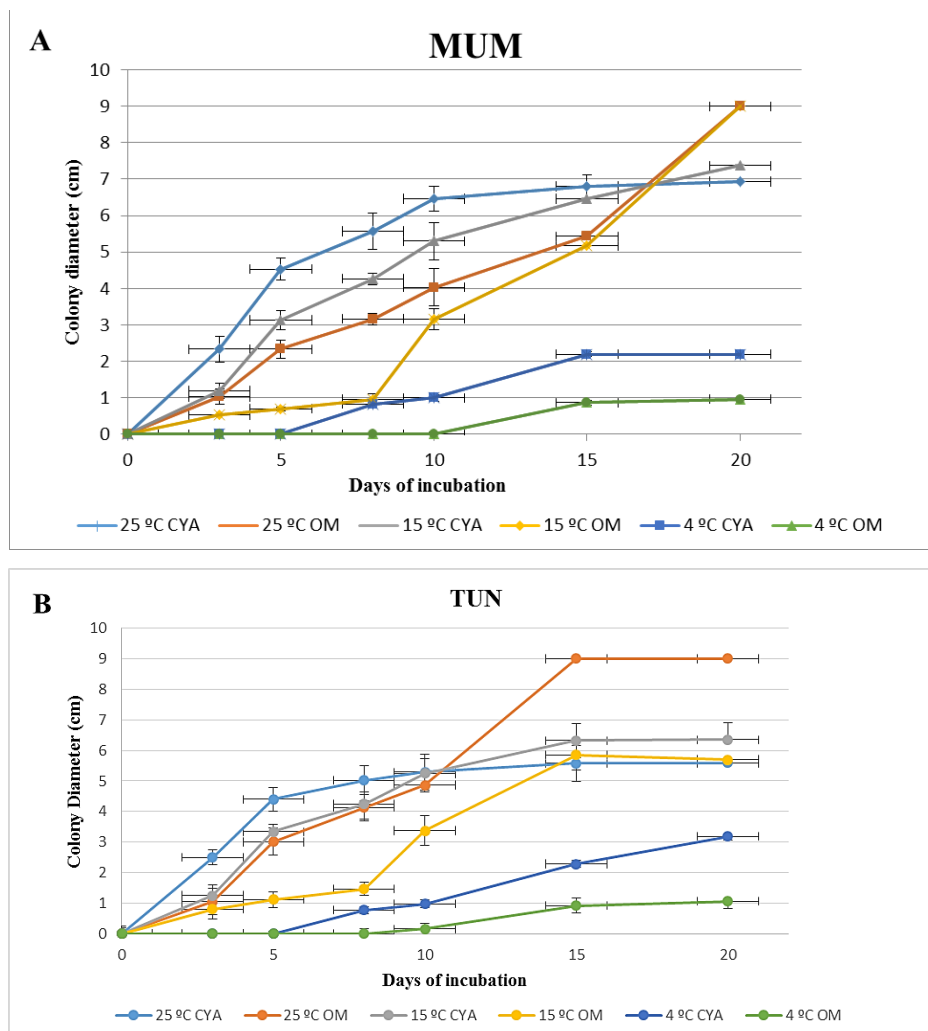 A
MUM
10
9
8
7
6
5
4
3
2
1
0
Colony diameter (cm)
0 5 10 15 20
Days of incubation
25 ºC CYA 25 ºC OM 15 ºC CYA 15 ºC OM 4 ºC CYA 4 ºC OM
B
TUN
10
9
8
7
6
5
4
3
2
1
0
Colony Diameter (cm)
0 5 10 15 20
Days of incubation
25 ºC CYA 25 ºC OM 15 ºC CYA 15 ºC OM 4 ºC CYA 4 ºC OM